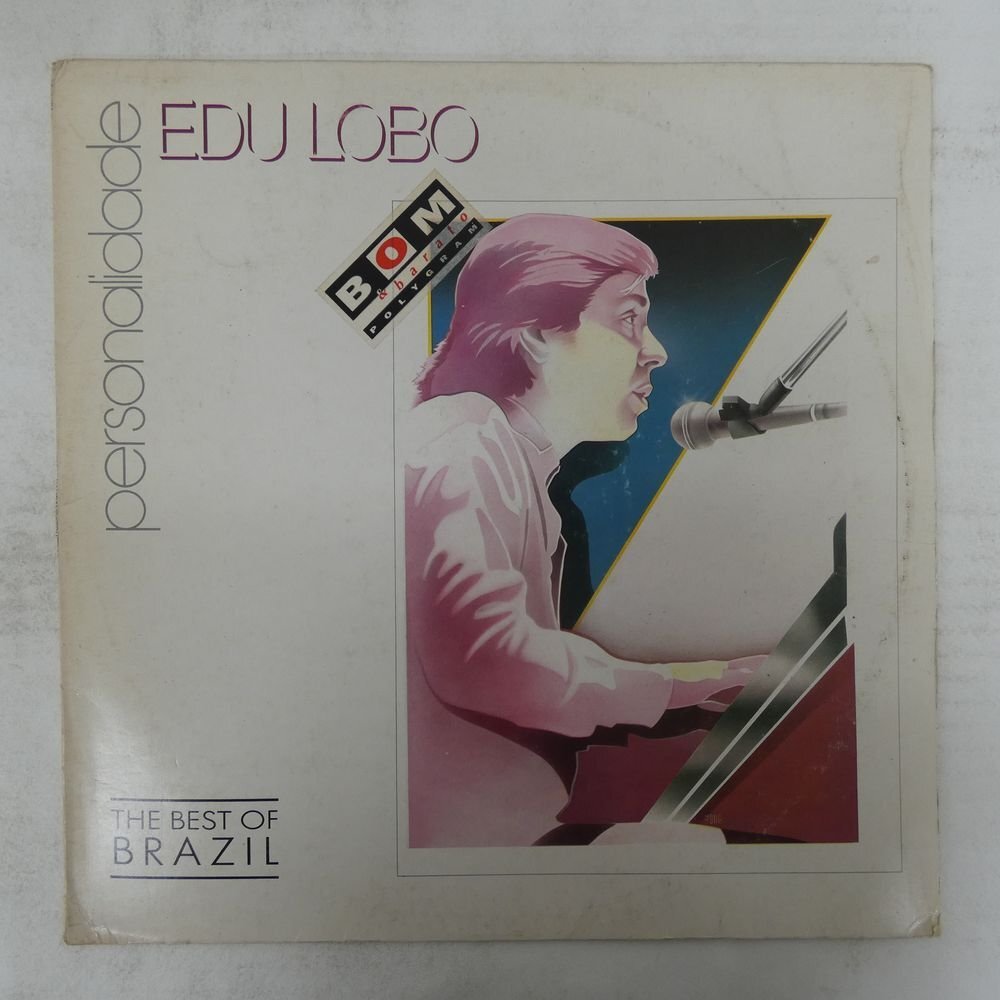 personalidade
EDU LOBO
BOM
& barato
POLYGRAM
THE BEST OF
BRAZIL